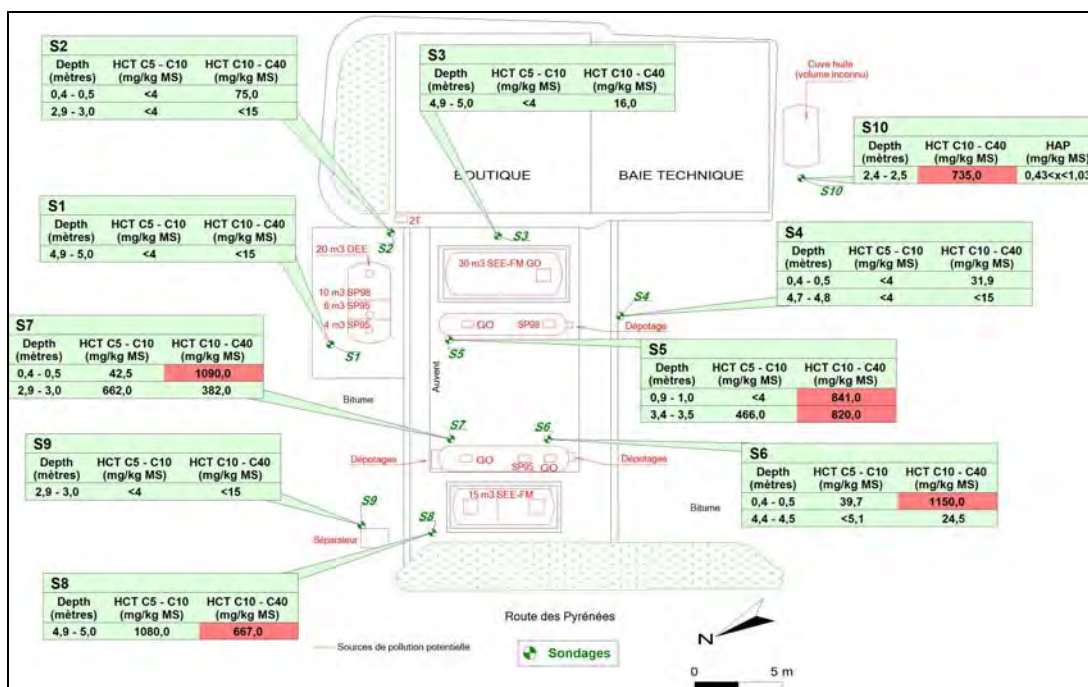 S2
Depth (mètres) HCT C5 - C10 (mg/kg MS) HCT C10 - C40 (mg/kg MS)
0,4 - 0,5 <4 75,0
2,9 - 3,0 <4 <15
S3
Depth (mètres) HCT C5 - C10 (mg/kg MS) HCT C10 - C40 (mg/kg MS)
4,9 - 5,0 <4 16,0
Cuve huile
(volume inconnu)
S10
Depth (mètres) HCT C10 - C40 (mg/kg MS) HAP (mg/kg MS)
2,4 - 2,5 735,0 0,43<x<1,03
S10
BOUTIQUE
BAIE TECHNIQUE
S1
Depth (mètres) HCT C5 - C10 (mg/kg MS) HCT C10 - C40 (mg/kg MS)
4,9 - 5,0 <4 <15
2T
S2
S3
20 m3 DEE
10 m3 SP98
6 m3 SP95
4 m3 SP95
S1
30 m3 SEE-FM GO
GO
SP98
Dépotage
S4
S4
Depth (mètres) HCT C5 - C10 (mg/kg MS) HCT C10 - C40 (mg/kg MS)
0,4 - 0,5 <4 31,9
4,7 - 4,8 <4 <15
S7
Depth (mètres) HCT C5 - C10 (mg/kg MS) HCT C10 - C40 (mg/kg MS)
0,4 - 0,5 42,5 1090,0
2,9 - 3,0 662,0 382,0
S5
Auvent
Bitume
S5
Depth (mètres) HCT C5 - C10 (mg/kg MS) HCT C10 - C40 (mg/kg MS)
0,9 - 1,0 <4 841,0
3,4 - 3,5 466,0 820,0
S7
S6
GO
SP95
GO
Dépotages
Dépotages
S9
Depth (mètres) HCT C5 - C10 (mg/kg MS) HCT C10 - C40 (mg/kg MS)
2,9 - 3,0 <4 <15
S6
Depth (mètres) HCT C5 - C10 (mg/kg MS) HCT C10 - C40 (mg/kg MS)
0,4 - 0,5 39,7 1150,0
4,4 - 4,5 <5,1 24,5
15 m3 SEE-FM
Bitume
S9
S8
Séparateur
S8
Depth (mètres) HCT C5 - C10 (mg/kg MS) HCT C10 - C40 (mg/kg MS)
4,9 - 5,0 1080,0 667,0
Route des Pyrénées
Sources de pollution potentielle
Sondages
N
0 5 m